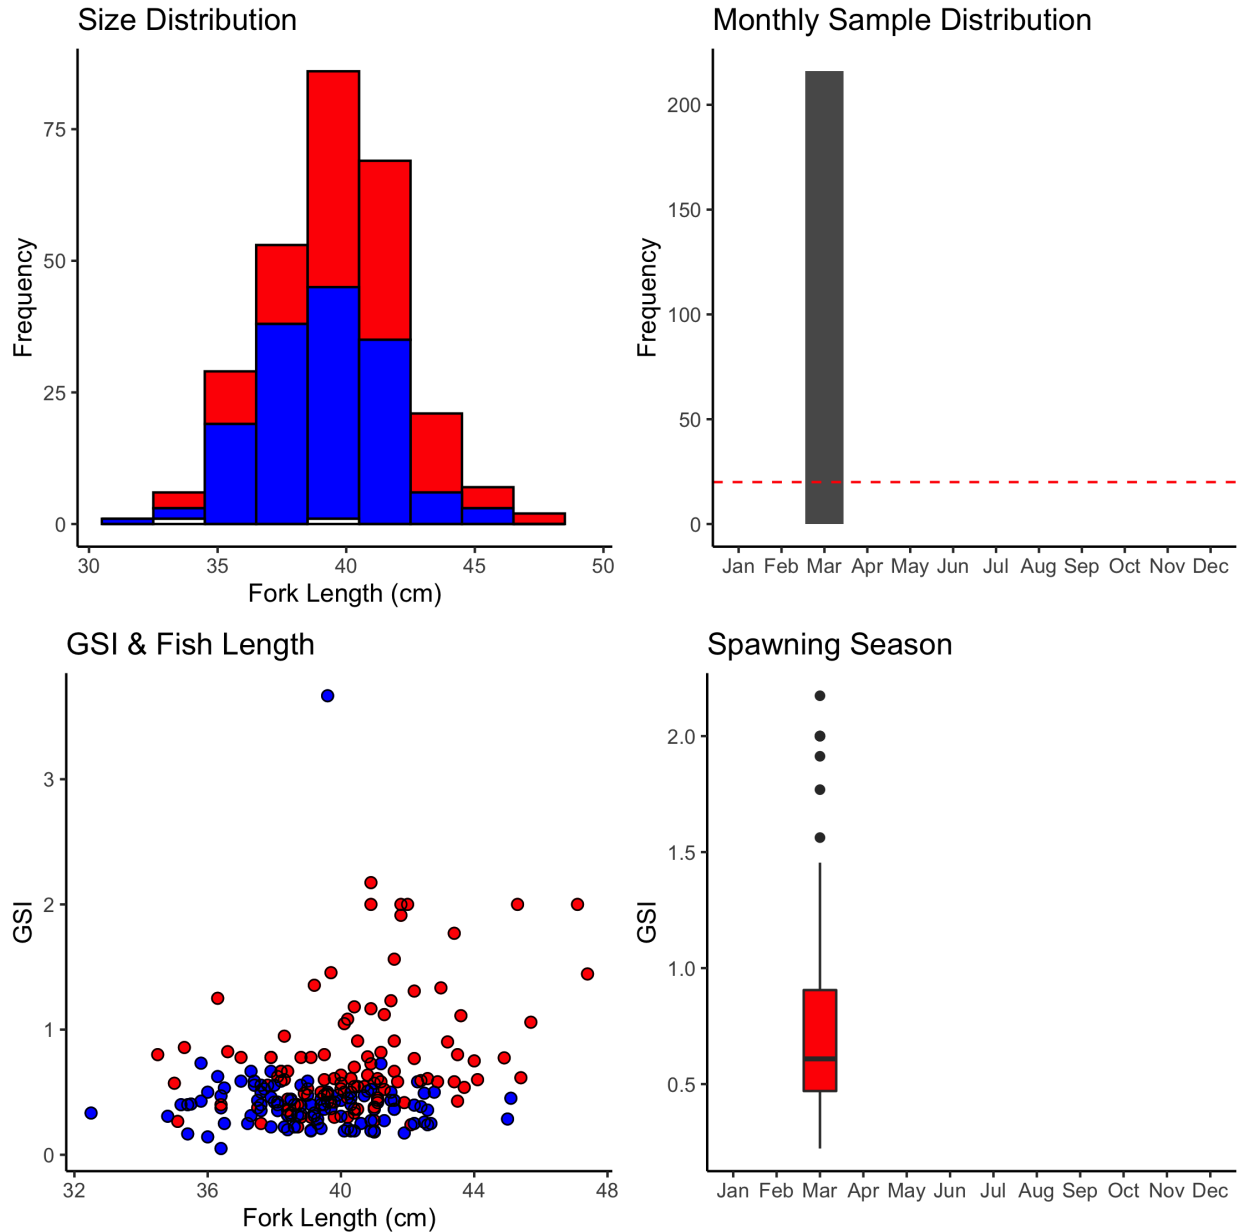 Size Distribution
Frequency
75
50
25
0
30 35 40 45 50
Fork Length (cm)
Monthly Sample Distribution
Frequency
200
150
100
50
0
Jan Feb Mar Apr May Jun Jul Aug Sep Oct Nov Dec
GSI & Fish Length
GSI
3
2
1
0
32 36 40 44 48
Fork Length (cm)
Spawning Season
GSI
2.0
1.5
1.0
0.5
Jan Feb Mar Apr May Jun Jul Aug Sep Oct Nov Dec